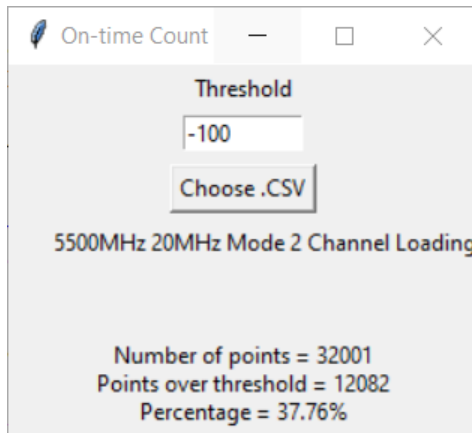 On-time Count
Threshold
-100
Choose .CSV
5500MHz 20MHz Mode 2 Channel Loading
Number of points = 32001
Points over threshold = 12082
Percentage = 37.76%